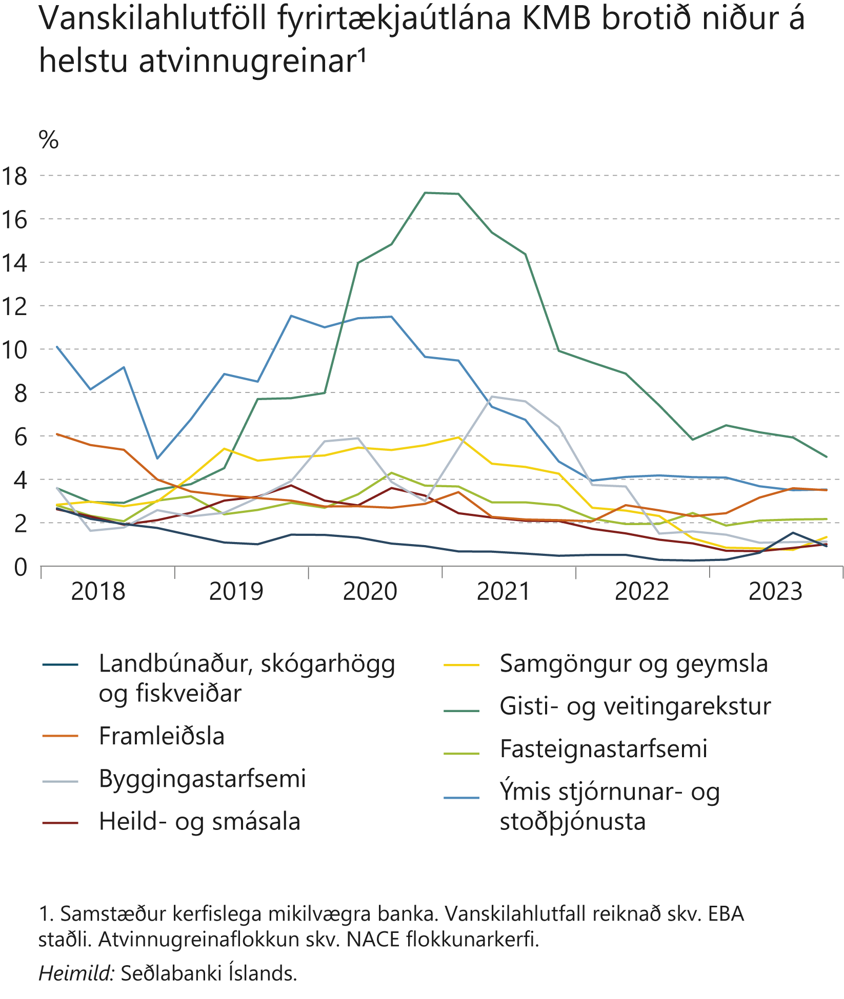 Vanskilahlutföll fyrirtækjaútlána KMB brotið niður á
helstu atvinnugreinar¹
%
18
16
14
12
10
8
6
4
2
0
2018 2019 2020 2021 2022 2023
Landbúnaður, skógarhögg
og fiskveiðar
Framleiðsla
Byggingastarfsemi
Heild- og smásala
Samgöngur og geymsla
Gisti- og veitingarekstur
Fasteignastarfsemi
Ýmis stjórnunar- og
stoðþjónusta
1. Samstæður kerfislega mikilvægra banka. Vanskilahlutfall reiknað skv. EBA
staðli. Atvinnugreinaflokkun skv. NACE flokkunarkerfi.
Heimild: Seðlabanki Íslands.